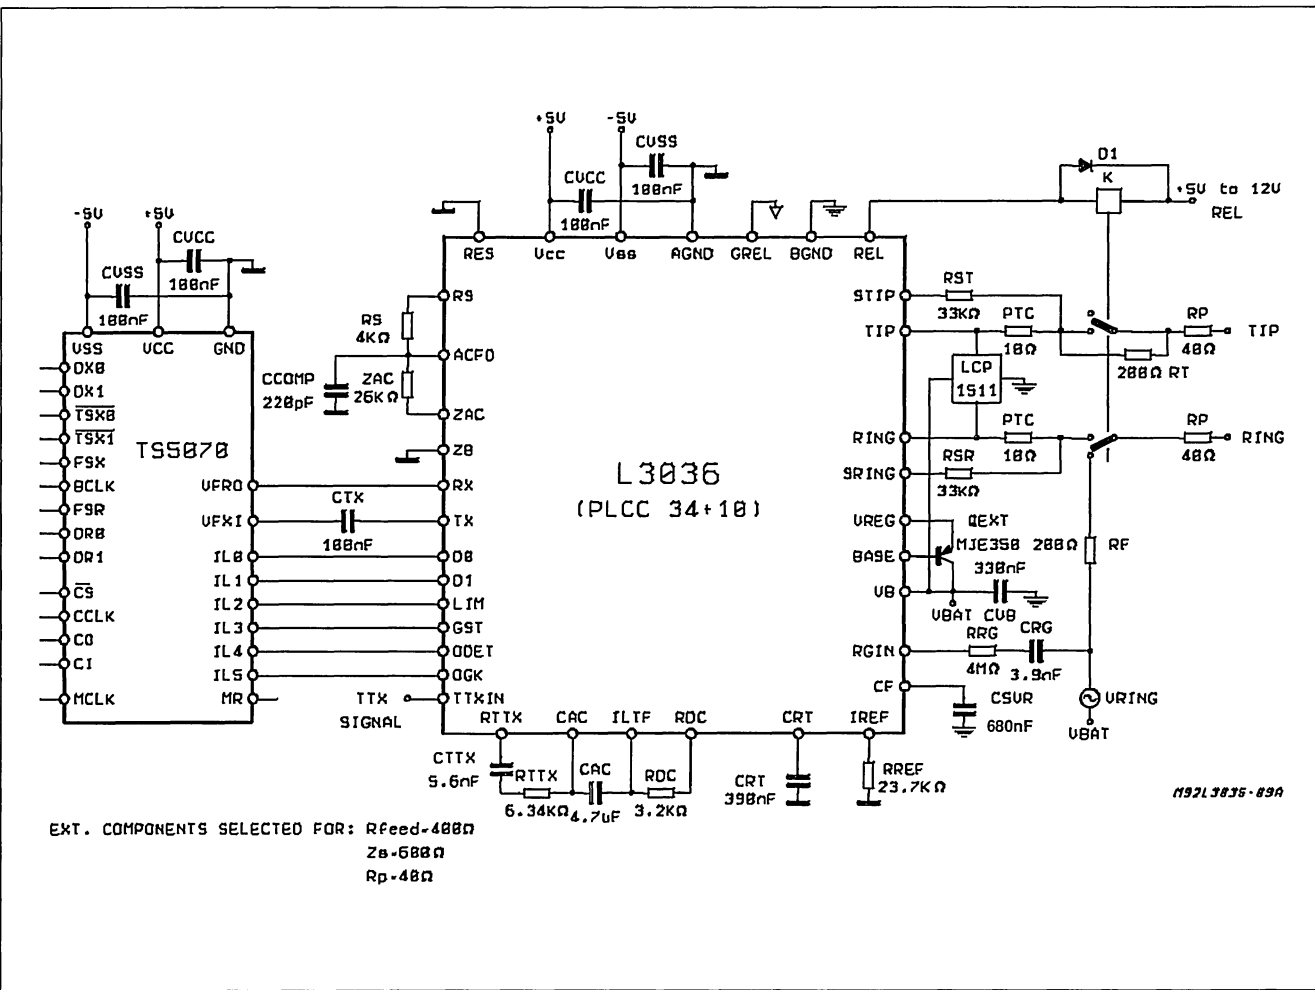 +5V -5V
CVSS
100nF
CVCC
100nF
D1
K
+5V to 12V
REL
-5V +5V
CVCC
100nF
CVSS
100nF
RES Vcc Vss AGND GREL BGND REL
VSS VCC GND
DX0
DX1
TSX0
TSX1
FSX
BCLK
FSR
DR0
DR1
CS
CCLK
CO
CI
MCLK
TS5070
VFRO
VFXI
IL0
IL1
IL2
IL3
IL4
IL5
MR
RS
4KΩ
CCOMP
220pF
ZAC
26KΩ
CTX
100nF
TTX
SIGNAL
RS
ACFD
ZAC
ZB
RX
TX
D0
D1
LIM
GST
ODET
OGK
TTXIN
L3036
(PLCC 34+10)
STIP
TIP
RING
SRING
VREG
BASE
VB
RGIN
CF
RST
33KΩ
PTC
10Ω
RP
40Ω
TIP
200Ω RT
LCP
1511
PTC
10Ω
RP
40Ω
RING
RSR
33KΩ
QEXT
MJE350
200Ω RF
330nF
VBAT CVB
RRG
4MΩ
CRG
3.9nF
VRING
VBAT
CSVR
680nF
RTTX CAC ILTF RDC CRT IREF
CTTX
5.6nF
RTTX
6.34KΩ
CAC
4.7uF
RDC
3.2KΩ
CRT
390nF
RREF
23.7KΩ
M92L3036-09A
EXT. COMPONENTS SELECTED FOR: Rfeed=400Ω
Zs=600Ω
Rp=40Ω